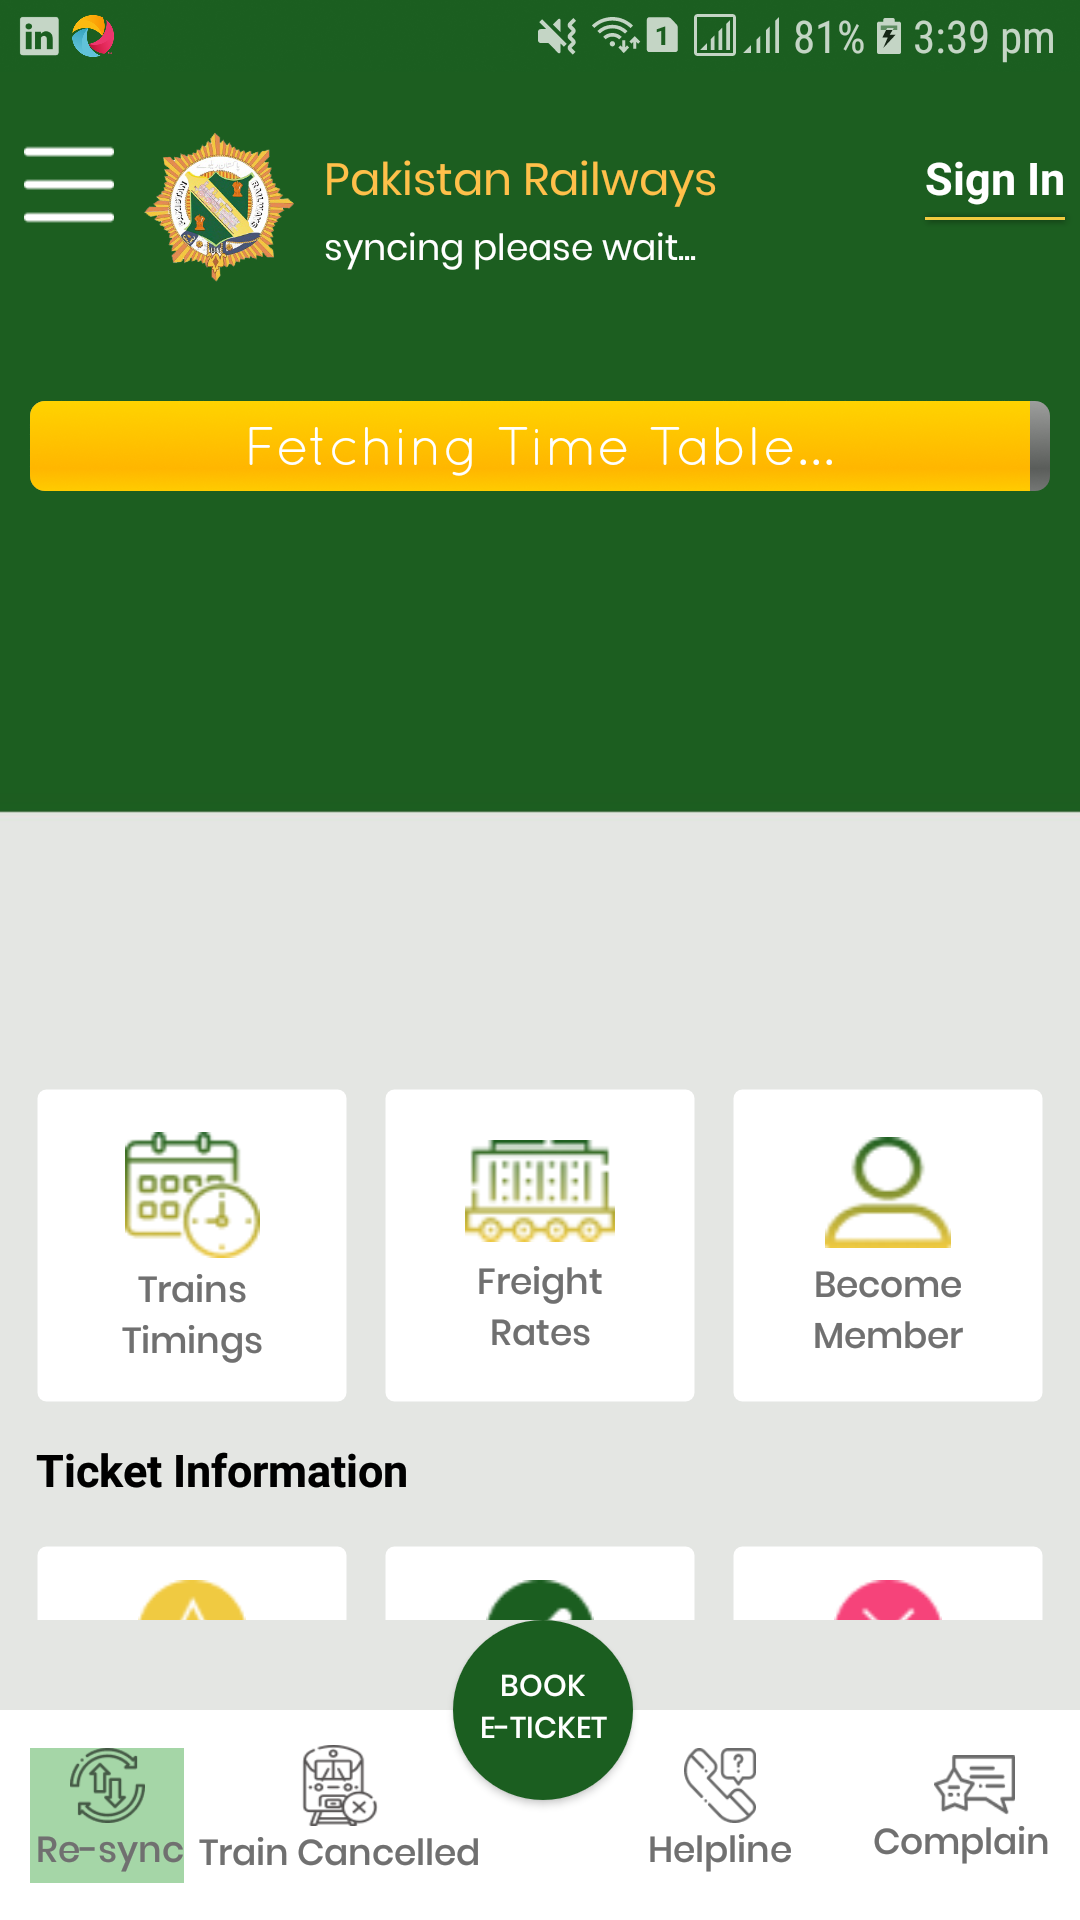 1 81% 3:39 pm
Pakistan Railways
Sign In
syncing please wait...
Fetching Time Table...
Trains
Timings
Freight
Rates
Become
Member
Ticket Information
BOOK
E-TICKET
Re-sync
Train Cancelled
Helpline
Complain